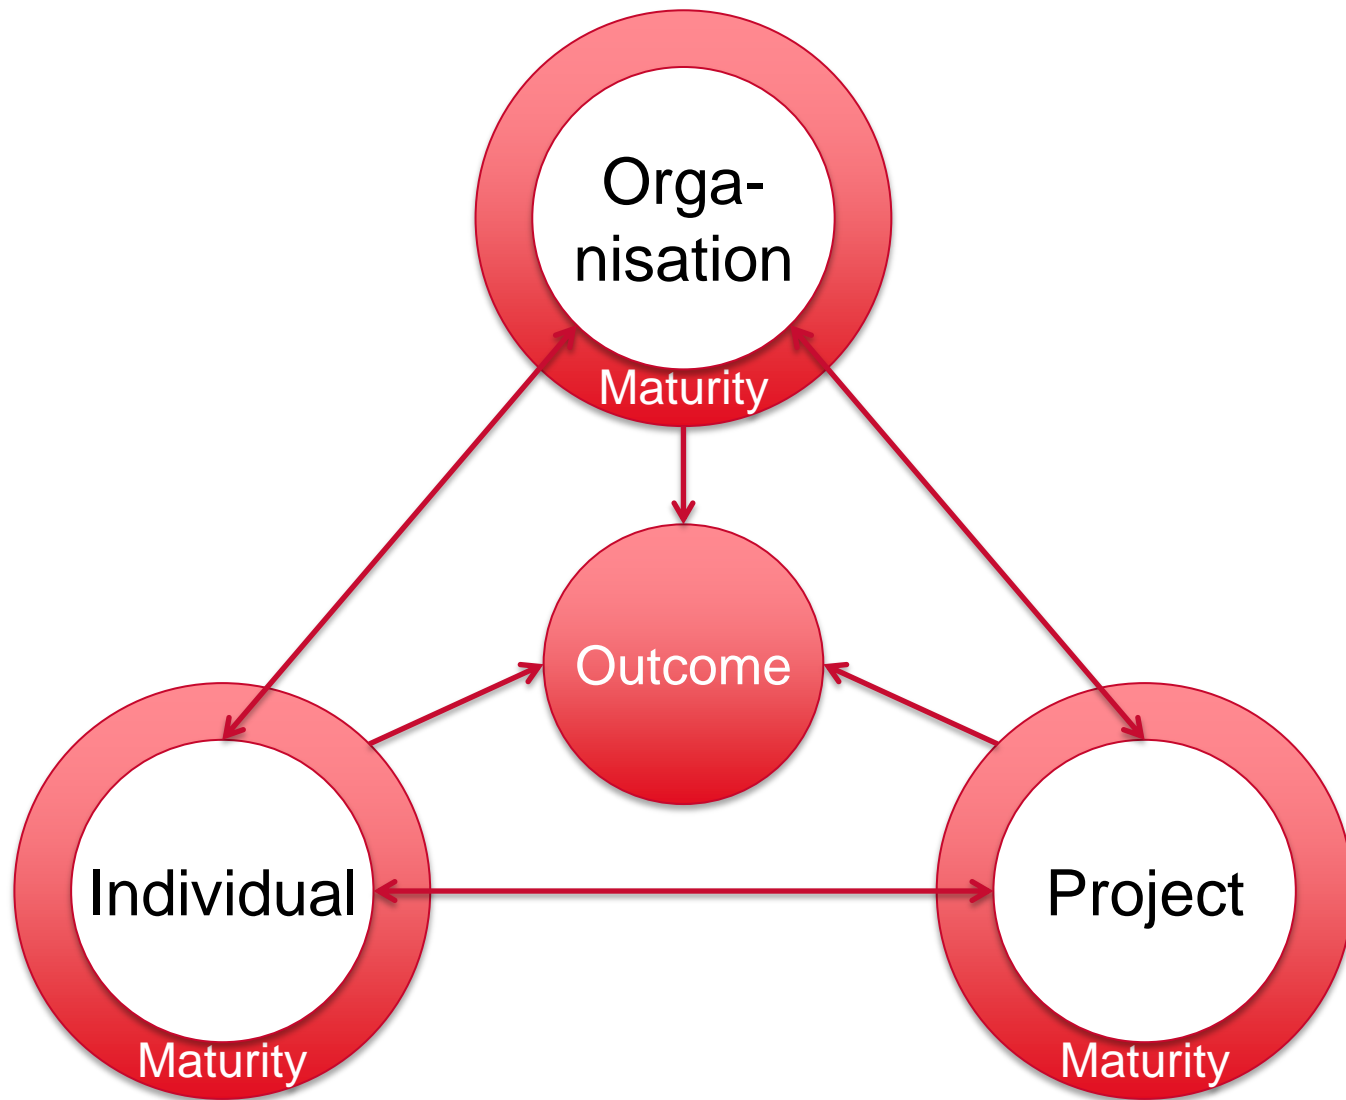 Orga-
nisation
Maturity
Outcome
Individual
Project
Maturity
Maturity